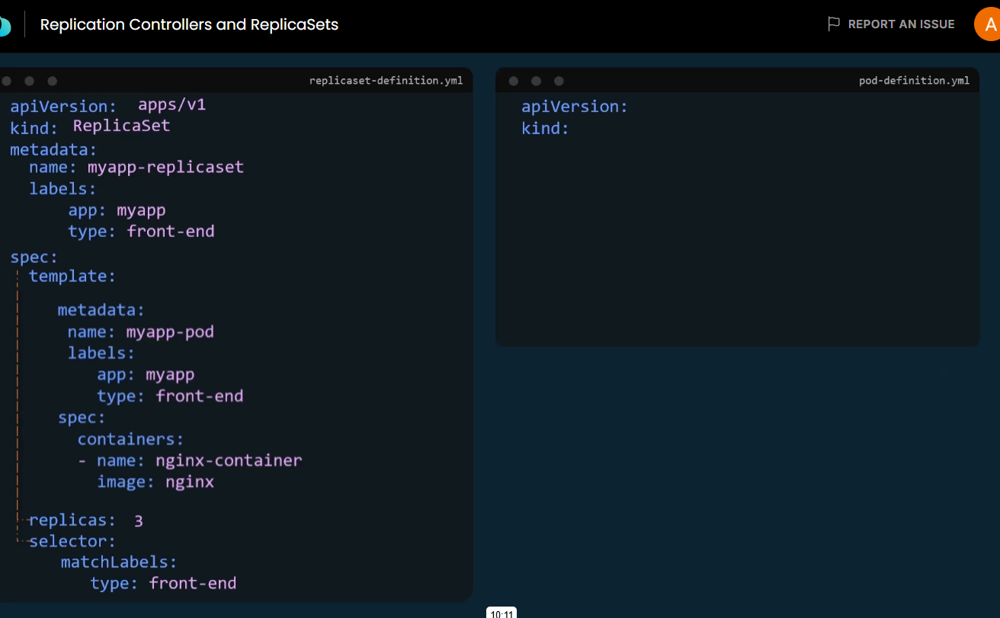 Replication Controllers and ReplicaSets
REPORT AN ISSUE
A
replicaset-definition.yml
apiVersion: apps/v1
kind: ReplicaSet
metadata:
name: myapp-replicaset
labels:
app: myapp
type: front-end
spec:
template:
metadata:
name: myapp-pod
labels:
app: myapp
type: front-end
spec:
containers:
- name: nginx-container
image: nginx
replicas: 3
selector:
matchLabels:
type: front-end
pod-definition.yml
apiVersion:
kind:
10:11